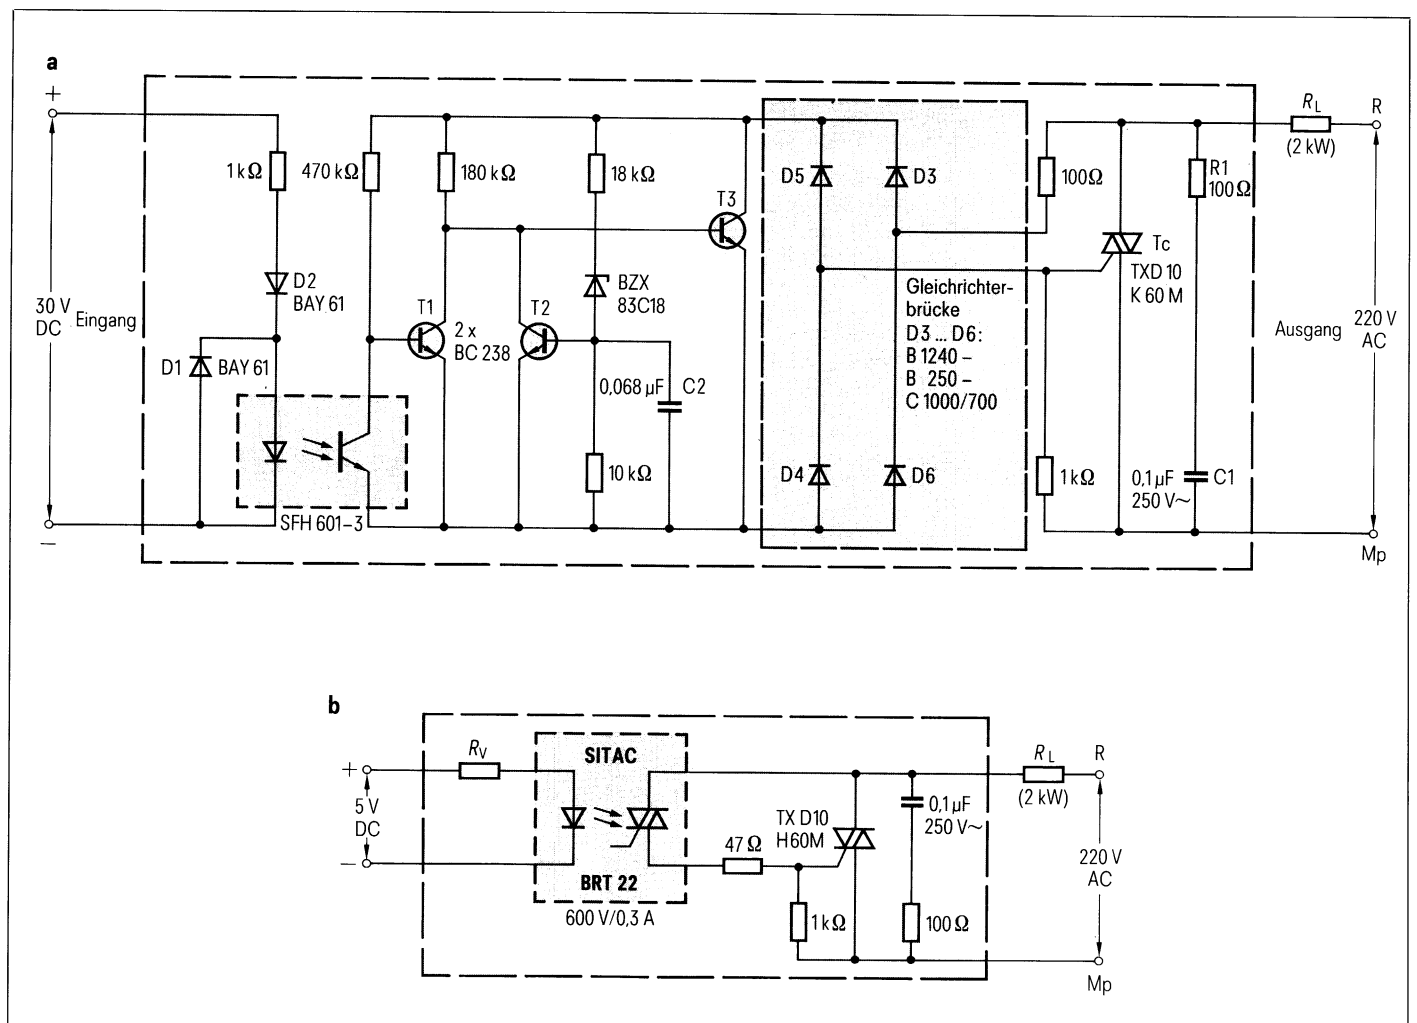 a
+
30 V
DC
Eingang
−
1 kΩ
470 kΩ
180 kΩ
18 kΩ
D2
BAY 61
D1
BAY 61
SFH 601-3
T1
2 x
BC 238
T2
BZX
83C18
0,068 µF
C2
10 kΩ
T3
D5
D3
D4
D6
Gleichrichter-
brücke
D3 ... D6:
B 1240 –
B 250 –
C 1000/700
100Ω
R1
100Ω
Tc
TXD 10
K 60 M
1 kΩ
0,1 µF
250 V~
C1
RL
(2 kW)
R
Ausgang
220 V
AC
Mp
b
+
5 V
DC
−
RV
SITAC
BRT 22
600 V/0,3 A
47 Ω
TX D10
H60M
1 kΩ
0,1 µF
250 V~
100 Ω
RL
(2 kW)
R
220 V
AC
Mp